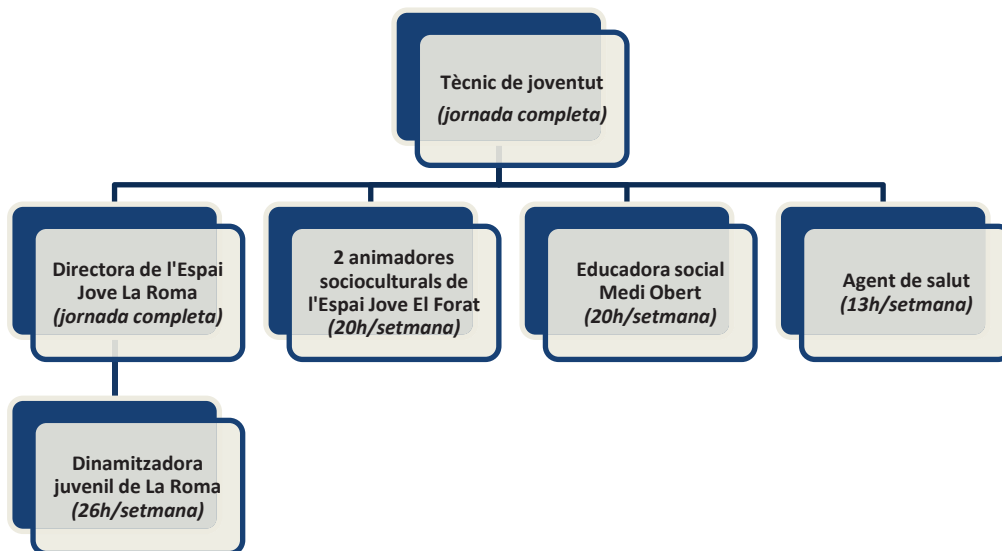 Tècnic de joventut
(jornada completa)
Directora de l'Espai
Jove La Roma
(jornada completa)
2 animadores
socioculturals de
l'Espai Jove El Forat
(20h/setmana)
Educadora social
Medi Obert
(20h/setmana)
Agent de salut
(13h/setmana)
Dinamitzadora
juvenil de La Roma
(26h/setmana)